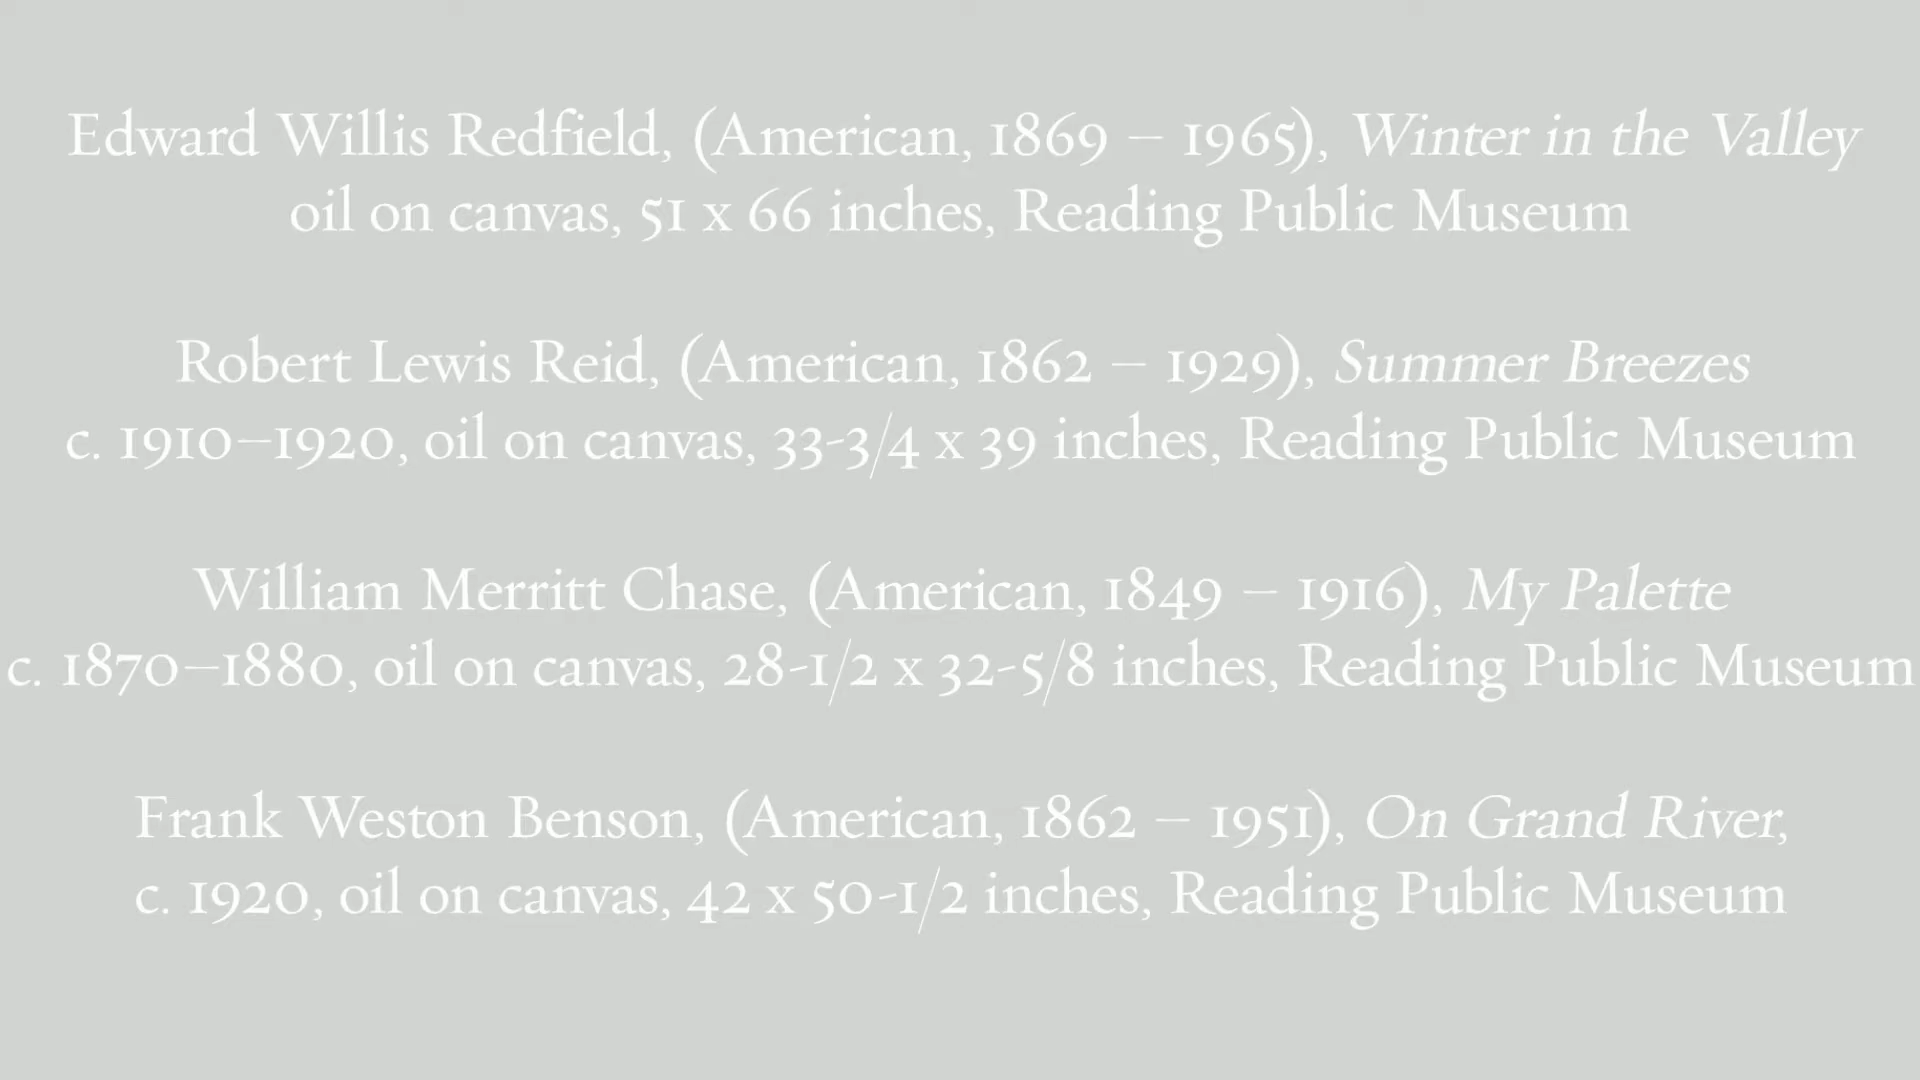 Edward Willis Redfield, (American, 1869 – 1965), Winter in the Valley
oil on canvas, 51 x 66 inches, Reading Public Museum
Robert Lewis Reid, (American, 1862 – 1929), Summer Breezes
c. 1910–1920, oil on canvas, 33-3/4 x 39 inches, Reading Public Museum
William Merritt Chase, (American, 1849 – 1916), My Palette
c. 1870–1880, oil on canvas, 28-1/2 x 32-5/8 inches, Reading Public Museum
Frank Weston Benson, (American, 1862 – 1951), On Grand River,
c. 1920, oil on canvas, 42 x 50-1/2 inches, Reading Public Museum